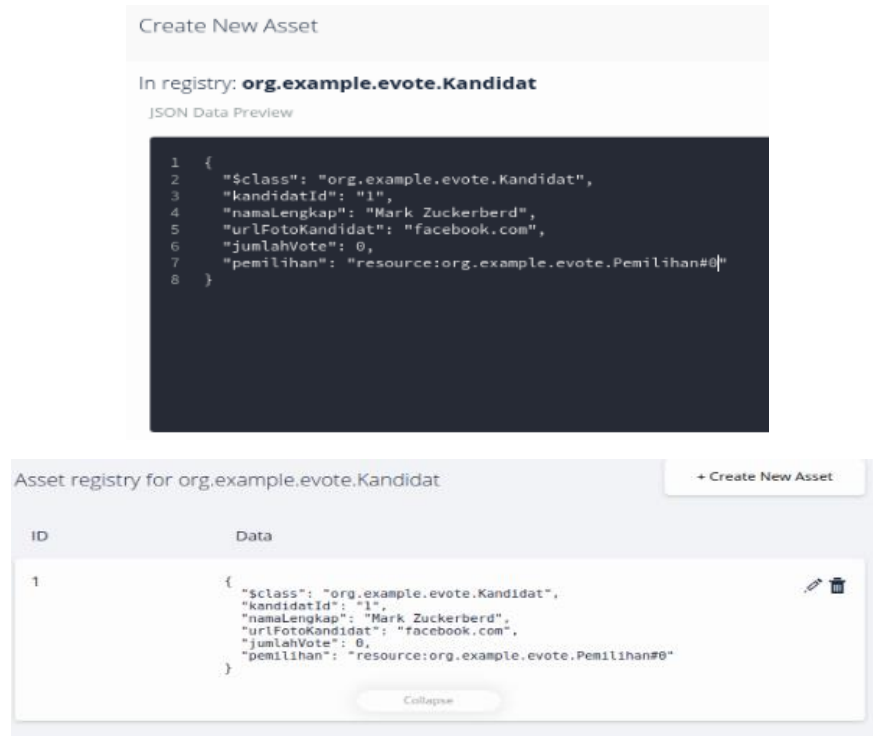 Create New Asset
In registry: org.example.evote.Kandidat
JSON Data Preview
1 {
2 "$class": "org.example.evote.Kandidat",
3 "kandidatId": "1",
4 "namaLengkap": "Mark Zuckerberd",
5 "urlFotoKandidat": "facebook.com",
6 "jumlahVote": 0,
7 "pemilihan": "resource:org.example.evote.Pemilihan#0"
8 }
Asset registry for org.example.evote.Kandidat
+ Create New Asset
ID Data
1 {
"$class": "org.example.evote.Kandidat",
"kandidatId": "1",
"namaLengkap": "Mark Zuckerberd",
"urlFotoKandidat": "facebook.com",
"jumlahVote": 0,
"pemilihan": "resource:org.example.evote.Pemilihan#0"
}
Collapse